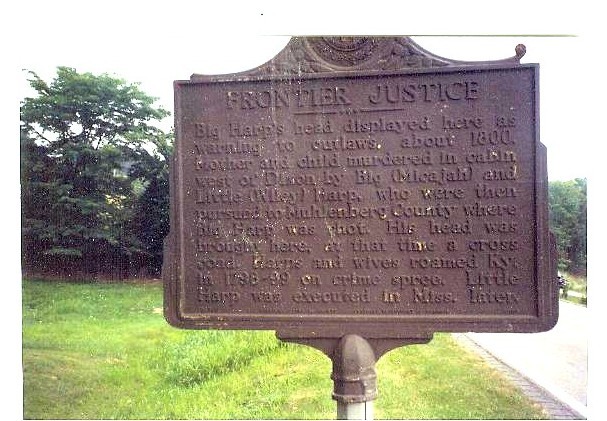 FRONTIER JUSTICE
Big Harp's head displayed here as
warning to outlaws, about 1800.
Mother and child murdered in cabin
west of Dixon by Big (Micajah) and
Little (Wiley) Harp, who were then
pursued to Muhlenberg County where
Big Harp was shot. His head was
brought here, at that time a cross
road. Harps and wives roamed Ky.
in 1798-99 on crime spree. Little
Harp was executed in Miss. later.